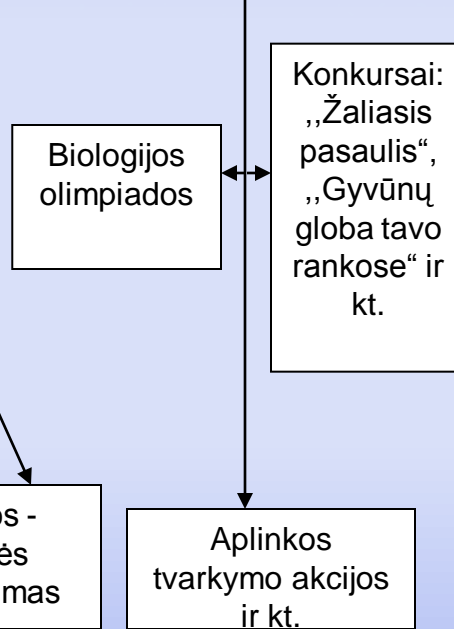 Konkursai:
,,Žaliasis
pasaulis“,
,,Gyvūnų
globa tavo
rankose“ ir
kt.
Biologijos
olimpiados
Aplinkos
tvarkymo akcijos
ir kt.